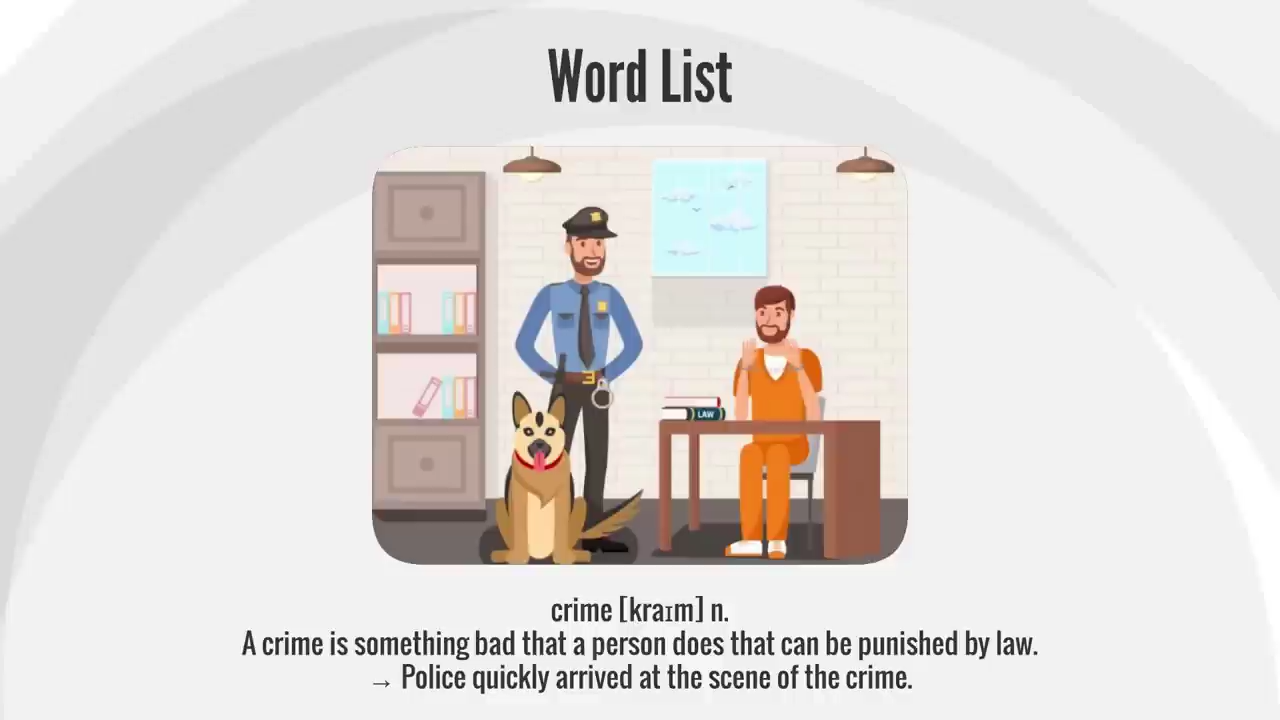 Word List
LAW
crime [kraɪm] n.
A crime is something bad that a person does that can be punished by law.
→ Police quickly arrived at the scene of the crime.